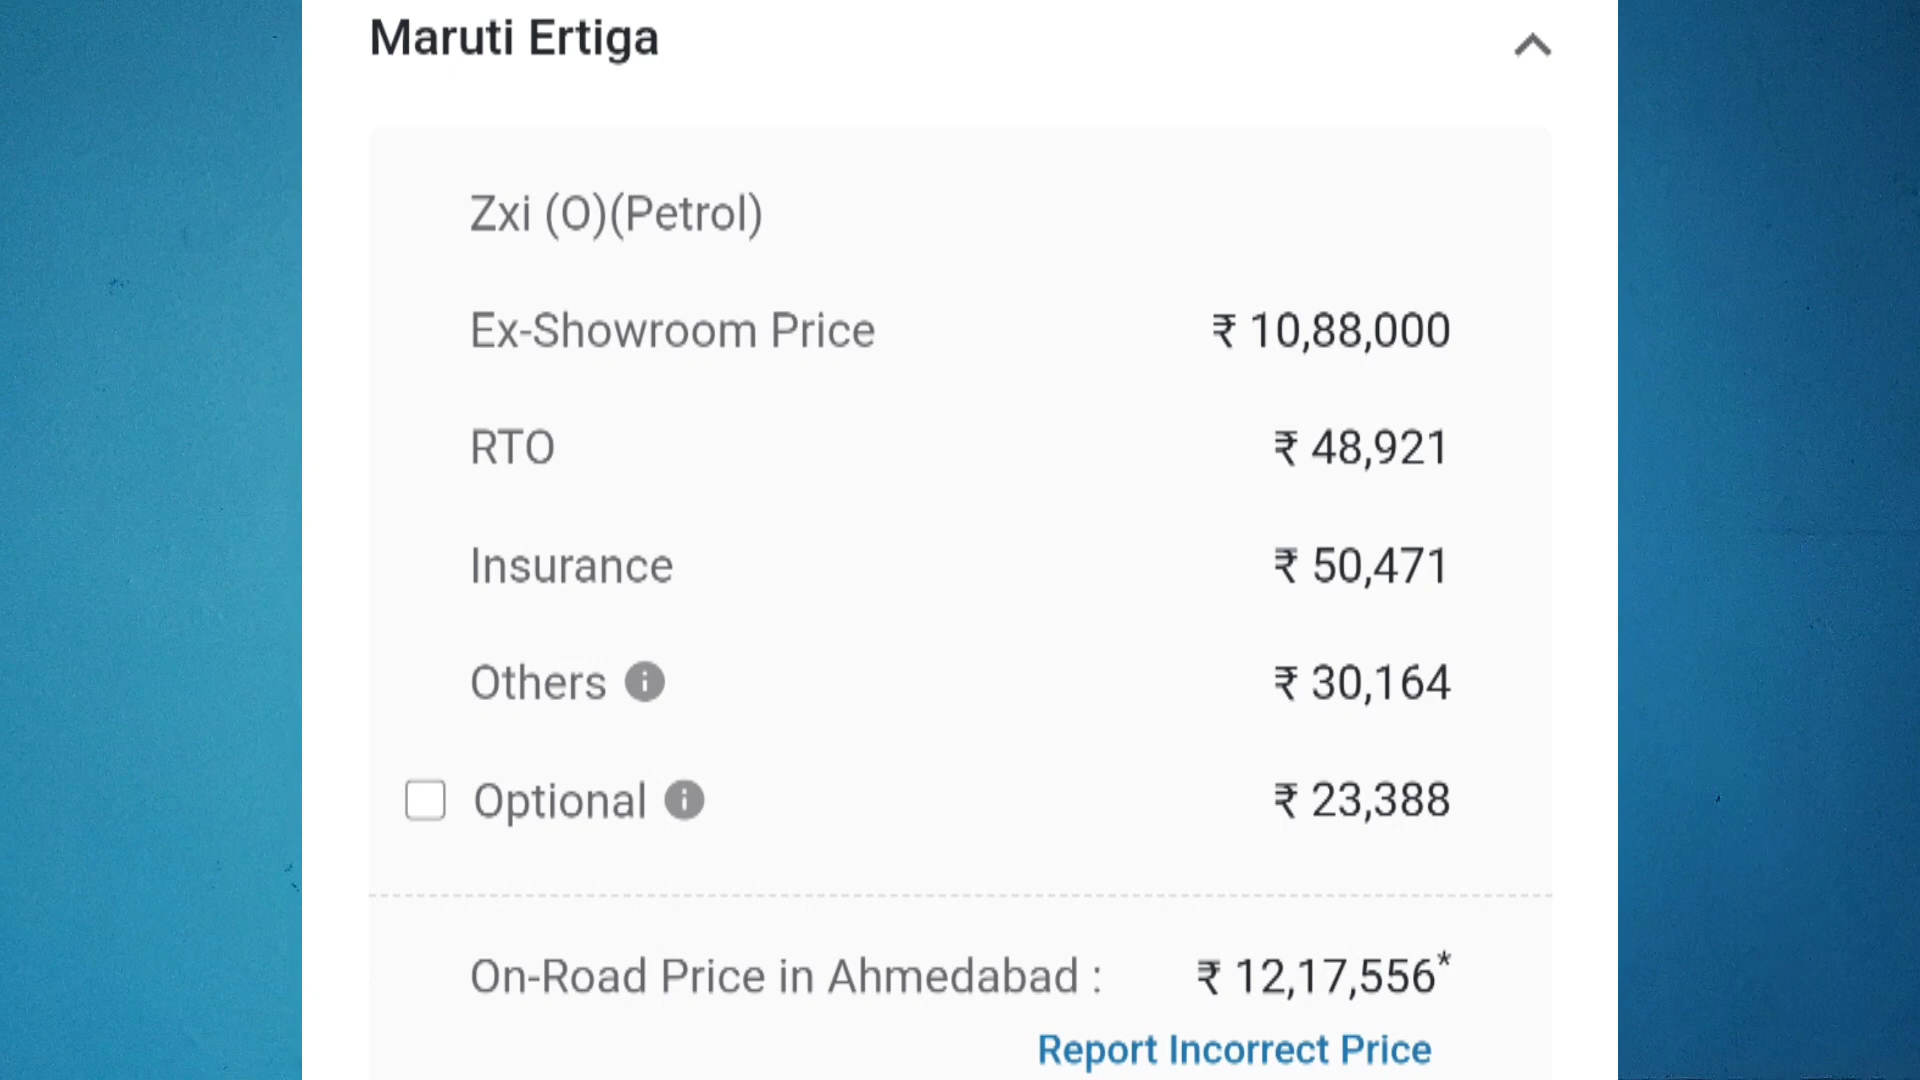 Maruti Ertiga
Zxi (O)(Petrol)
Ex-Showroom Price ₹ 10,88,000
RTO ₹ 48,921
Insurance ₹ 50,471
Others ₹ 30,164
Optional ₹ 23,388
On-Road Price in Ahmedabad : ₹ 12,17,556*
Report Incorrect Price